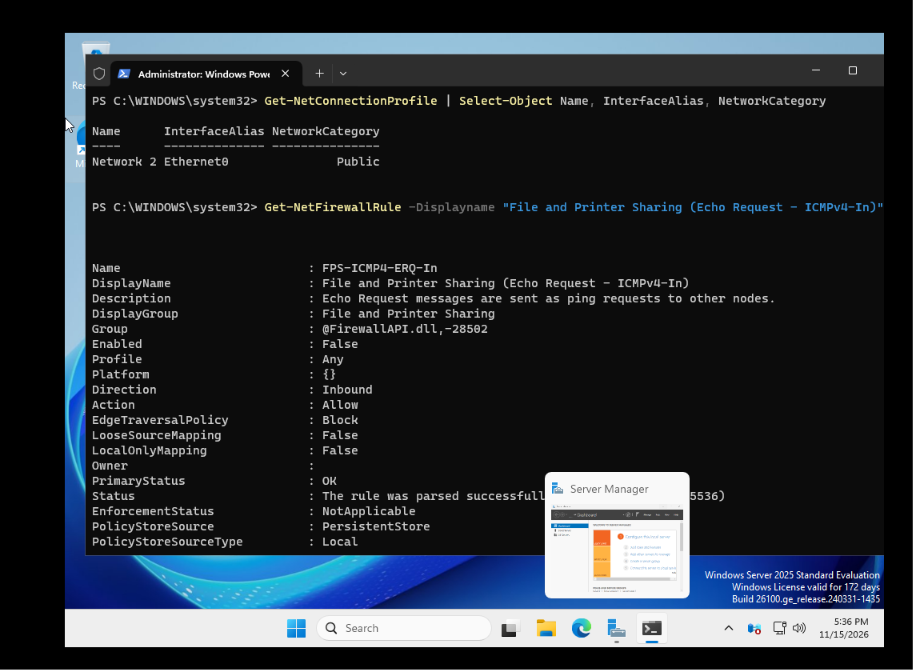 Administrator: Windows Powe
PS C:\WINDOWS\system32> Get-NetConnectionProfile | Select-Object Name, InterfaceAlias, NetworkCategory
Name InterfaceAlias NetworkCategory
---- -------------- ---------------
Network 2 Ethernet0 Public
PS C:\WINDOWS\system32> Get-NetFirewallRule -Displayname "File and Printer Sharing (Echo Request - ICMPv4-In)"
Name : FPS-ICMP4-ERQ-In
DisplayName : File and Printer Sharing (Echo Request - ICMPv4-In)
Description : Echo Request messages are sent as ping requests to other nodes.
DisplayGroup : File and Printer Sharing
Group : @FirewallAPI.dll,-28502
Enabled : False
Profile : Any
Platform : {}
Direction : Inbound
Action : Allow
EdgeTraversalPolicy : Block
LooseSourceMapping : False
LocalOnlyMapping : False
Owner :
PrimaryStatus : OK
Status : The rule was parsed successfull 5536)
EnforcementStatus : NotApplicable
PolicyStoreSource : PersistentStore
PolicyStoreSourceType : Local
Server Manager
Windows Server 2025 Standard Evaluation
Windows License valid for 172 days
Build 26100.ge_release.240331-1435
Search
5:36 PM
11/15/2026